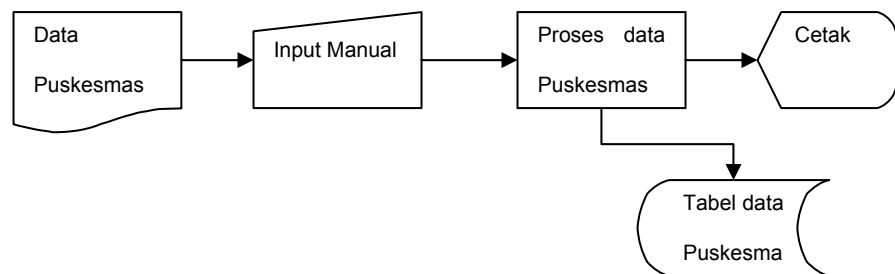 Data
Puskesmas
Input Manual
Proses data
Puskesmas
Cetak
Tabel data
Puskesma